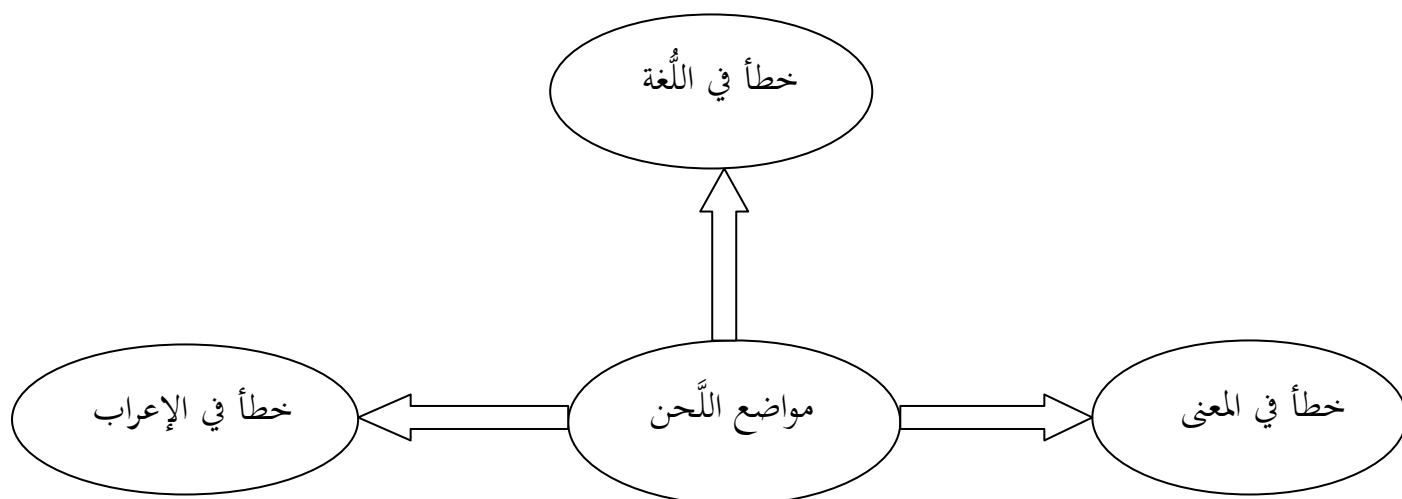 خطأ في اللُّغة
خطأ في المعنى
مواضع اللَّحن
خطأ في الإعراب